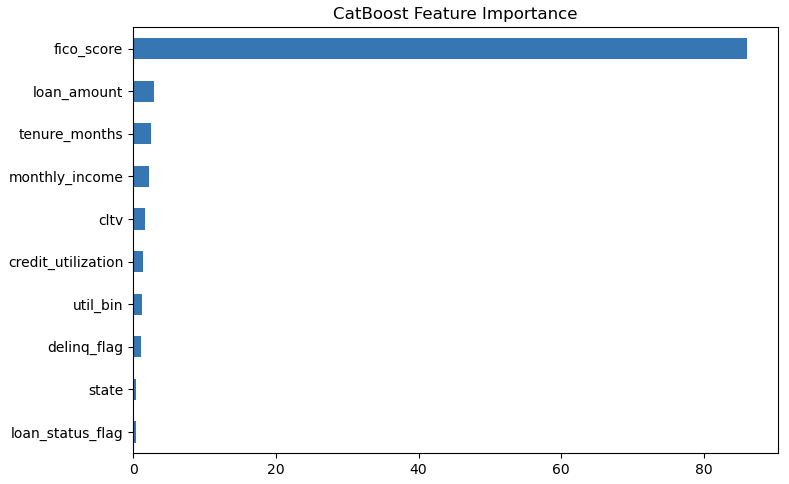 CatBoost Feature Importance
fico_score
loan_amount
tenure_months
monthly_income
cltv
credit_utilization
util_bin
delinq_flag
state
loan_status_flag
0 20 40 60 80